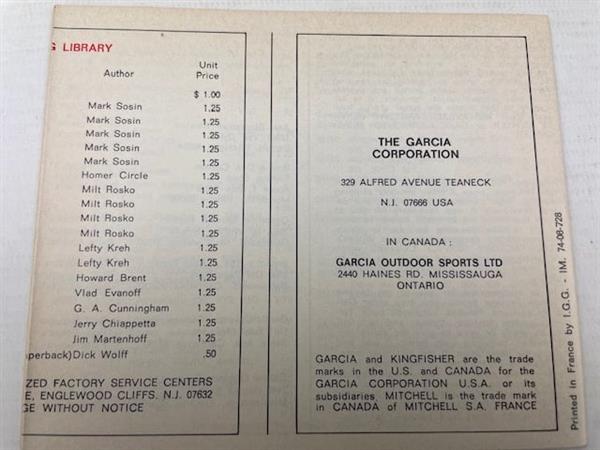 G LIBRARY
Author Unit Price
$ 1.00
Mark Sosin 1.25
Mark Sosin 1.25
Mark Sosin 1.25
Mark Sosin 1.25
Mark Sosin 1.25
Homer Circle 1.25
Milt Rosko 1.25
Milt Rosko 1.25
Milt Rosko 1.25
Milt Rosko 1.25
Lefty Kreh 1.25
Lefty Kreh 1.25
Howard Brent 1.25
Vlad Evanoff 1.25
G. A. Cunningham 1.25
Jerry Chiappetta 1.25
Jim Martenhoff 1.25
aperback)Dick Wolff .50
IZED FACTORY SERVICE CENTERS
E, ENGLEWOOD CLIFFS. N.J. 07632
GE WITHOUT NOTICE
THE GARCIA
CORPORATION
329 ALFRED AVENUE TEANECK
N.J. 07666 USA
IN CANADA :
GARCIA OUTDOOR SPORTS LTD
2440 HAINES RD. MISSISSAUGA
ONTARIO
GARCIA and KINGFISHER are the trade
marks in the U.S. and CANADA for the
GARCIA CORPORATION U.S.A. or its
subsidiaries. MITCHELL is the trade mark
in CANADA of MITCHELL S.A. FRANCE
Printed in France by I.G.G. - IM. 74-08-728